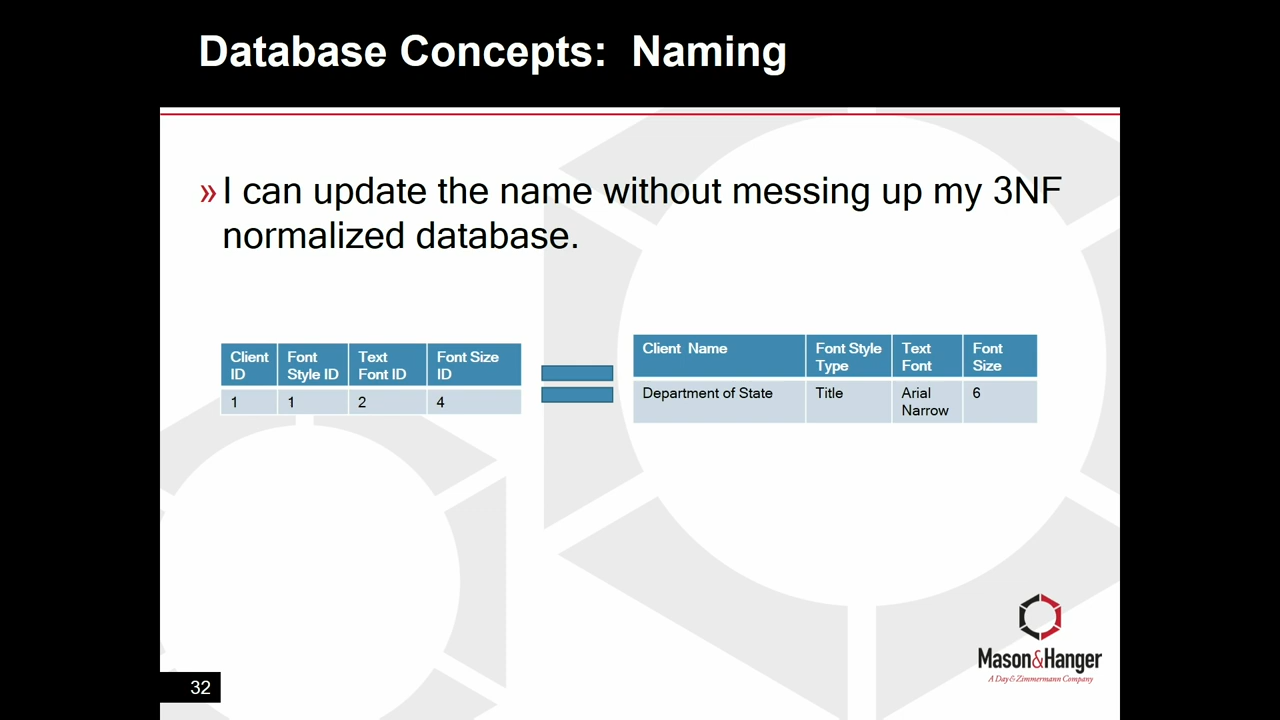 Database Concepts: Naming
» I can update the name without messing up my 3NF
normalized database.
Client ID | Font Style ID | Text Font ID | Font Size ID
1 | 1 | 2 | 4
Client Name | Font Style Type | Text Font | Font Size
Department of State | Title | Arial Narrow | 6
Mason&Hanger
A Day & Zimmermann Company
32